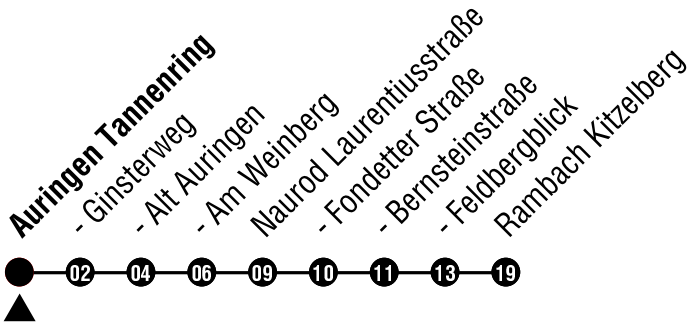 Auringen Tannenring
- Ginsterweg
- Alt Auringen
- Am Weinberg
Naurod Laurentiusstraße
- Fondetter Straße
- Bernsteinstraße
- Feldbergblick
Rambach Kitzelberg
02 04 06 09 10 11 13 19